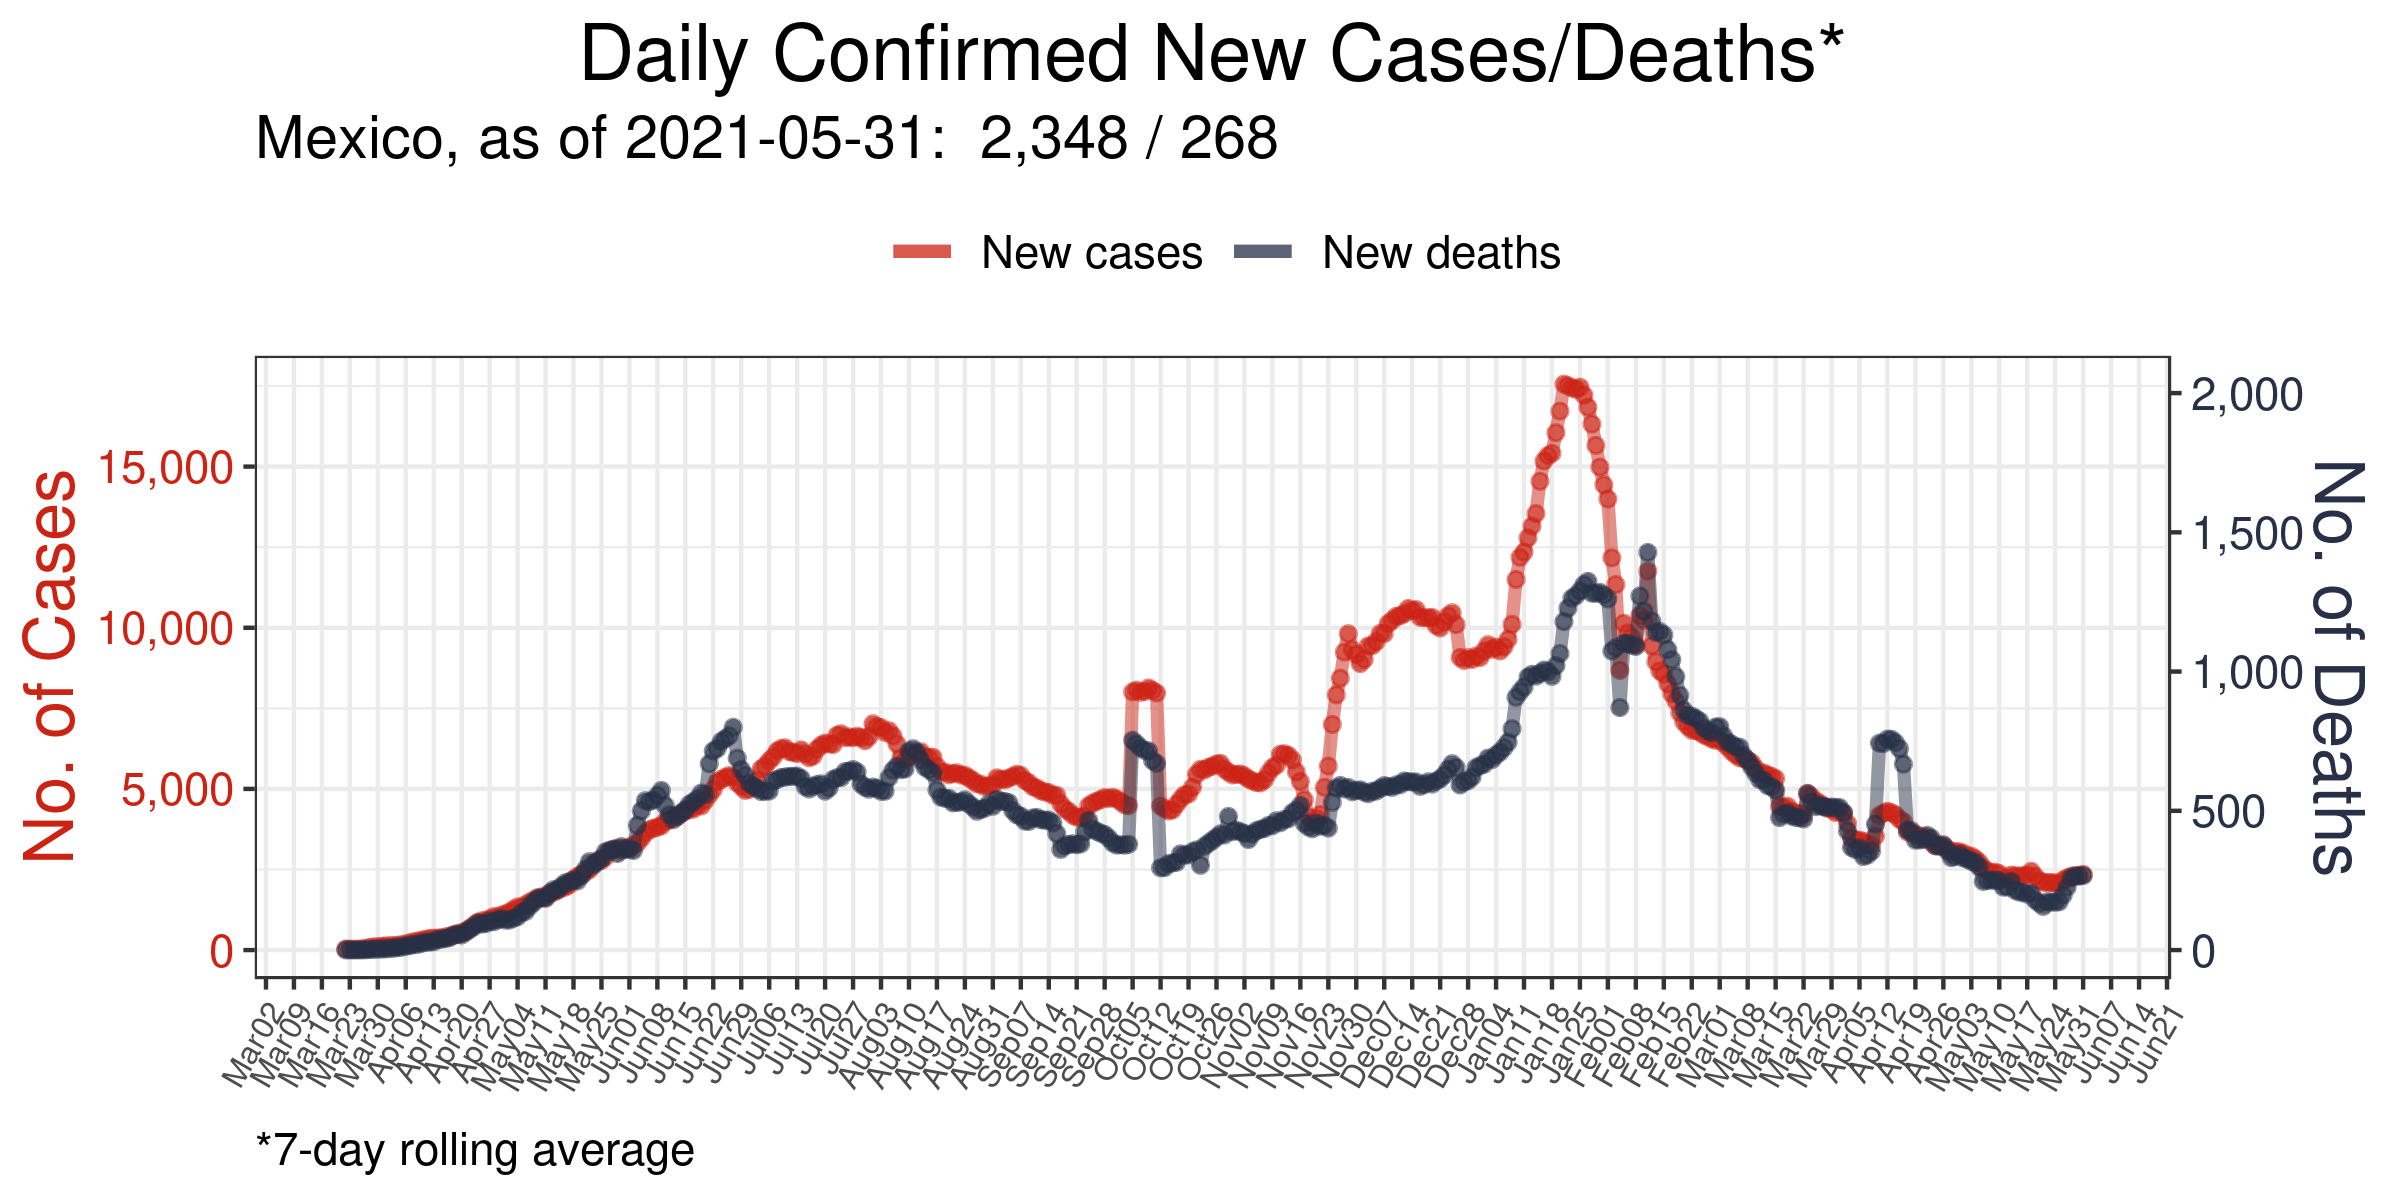 Daily Confirmed New Cases/Deaths*
Mexico, as of 2021-05-31:  2,348 / 268
New cases
New deaths
No. of Cases
15,000
10,000
5,000
0
2,000
1,500
1,000
500
0
No. of Deaths
Mar02
Mar09
Mar16
Mar23
Mar30
Apr06
Apr13
Apr20
Apr27
May04
May11
May18
May25
Jun01
Jun08
Jun15
Jun22
Jun29
Jul06
Jul13
Jul20
Jul27
Aug03
Aug10
Aug17
Aug24
Aug31
Sep07
Sep14
Sep21
Sep28
Oct05
Oct12
Oct19
Oct26
Nov02
Nov09
Nov16
Nov23
Nov30
Dec07
Dec14
Dec21
Dec28
Jan04
Jan11
Jan18
Jan25
Feb01
Feb08
Feb15
Feb22
Mar01
Mar08
Mar15
Mar22
Mar29
Apr05
Apr12
Apr19
Apr26
May03
May10
May17
May24
May31
Jun07
Jun14
Jun21
*7-day rolling average